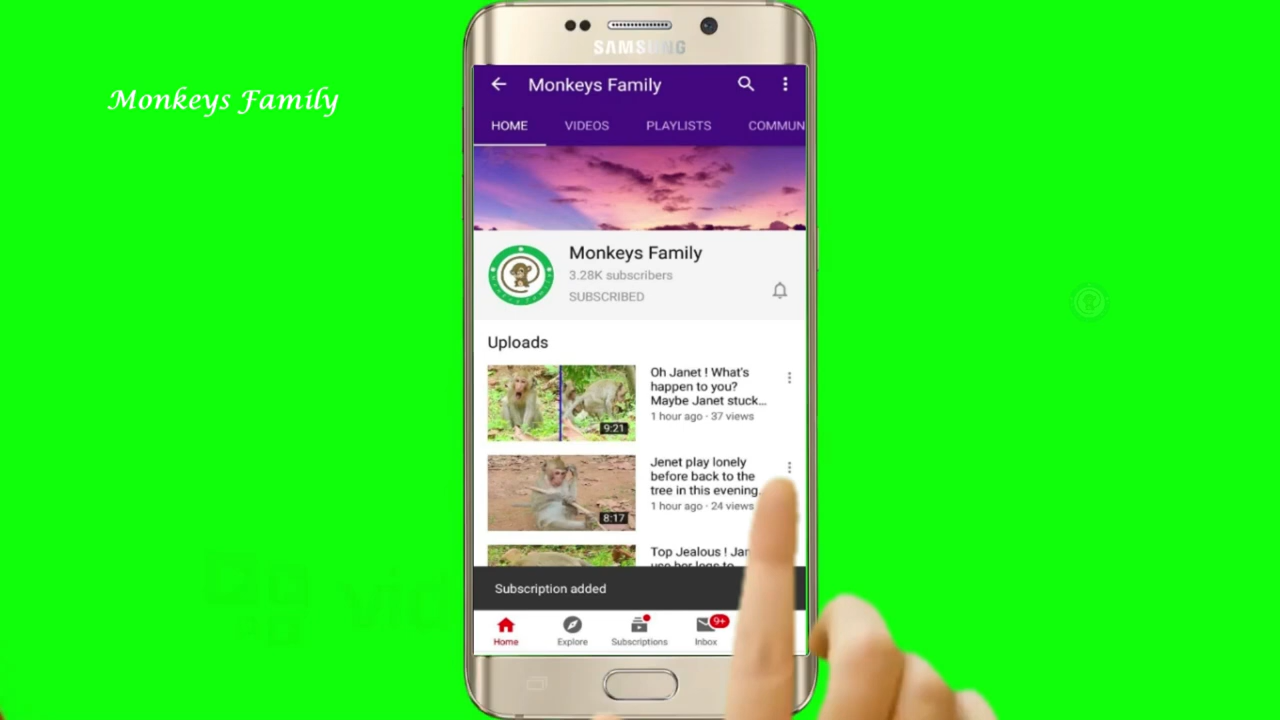 Monkeys Family
SAMSUNG
Monkeys Family
HOME VIDEOS PLAYLISTS COMMUN
Monkeys Family
3.28K subscribers
SUBSCRIBED
Uploads
Oh Janet ! What's
happen to you?
Maybe Janet stuck...
1 hour ago · 37 views
9:21
Jenet play lonely
before back to the
tree in this evening
1 hour ago · 24 views
8:17
Top Jealous ! Jan
use her legs to
Subscription added
9+
Home Explore Subscriptions Inbox